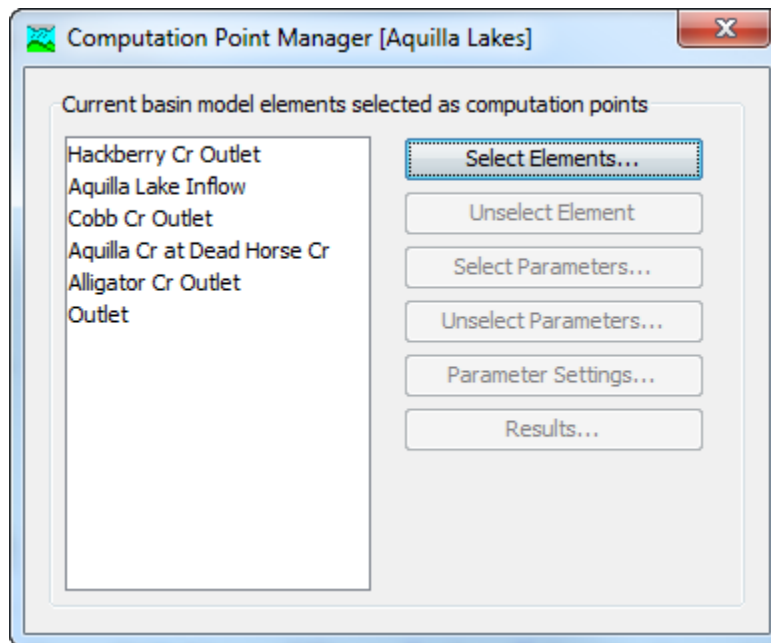 Computation Point Manager [Aquilla Lakes]
Current basin model elements selected as computation points
Hackberry Cr Outlet
Aquilla Lake Inflow
Cobb Cr Outlet
Aquilla Cr at Dead Horse Cr
Alligator Cr Outlet
Outlet
Select Elements...
Unselect Element
Select Parameters...
Unselect Parameters...
Parameter Settings...
Results...